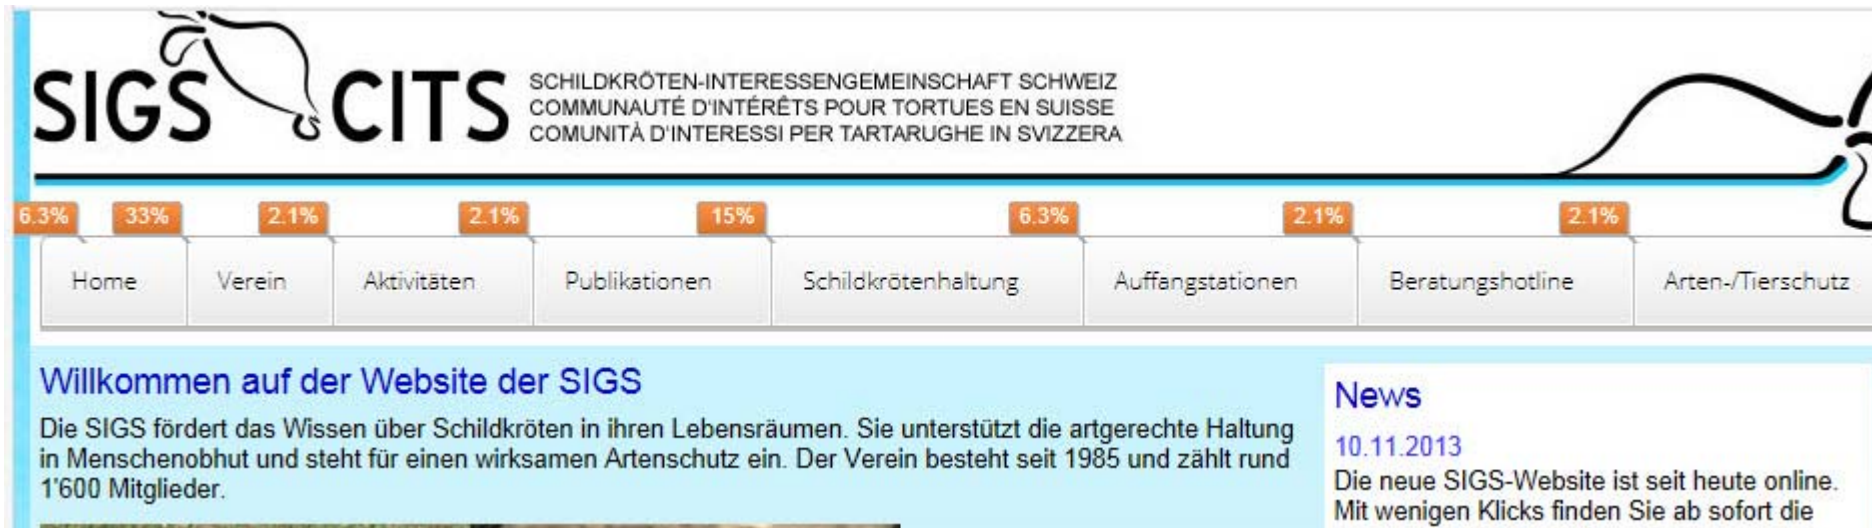 SIGS CITS
SCHILDKRÖTEN-INTERESSENGEMEINSCHAFT SCHWEIZ
COMMUNAUTÉ D'INTÉRÊTS POUR TORTUES EN SUISSE
COMUNITÀ D'INTERESSI PER TARTARUGHE IN SVIZZERA
6.3% 33% 2.1% 2.1% 15% 6.3% 2.1% 2.1%
Home Verein Aktivitäten Publikationen Schildkrötenhaltung Auffangstationen Beratungshotline Arten-/Tierschutz
Willkommen auf der Website der SIGS
Die SIGS fördert das Wissen über Schildkröten in ihren Lebensräumen. Sie unterstützt die artgerechte Haltung
in Menschenobhut und steht für einen wirksamen Artenschutz ein. Der Verein besteht seit 1985 und zählt rund
1'600 Mitglieder.
News
10.11.2013
Die neue SIGS-Website ist seit heute online.
Mit wenigen Klicks finden Sie ab sofort die